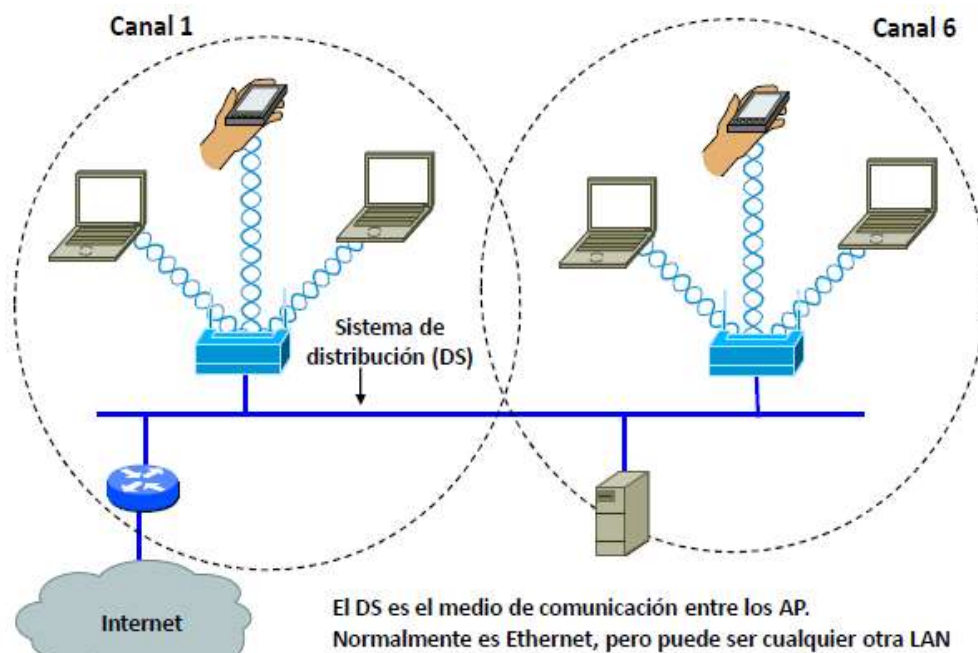 Canal 1
Canal 6
Sistema de
distribución (DS)
Internet
El DS es el medio de comunicación entre los AP.
Normalmente es Ethernet, pero puede ser cualquier otra LAN